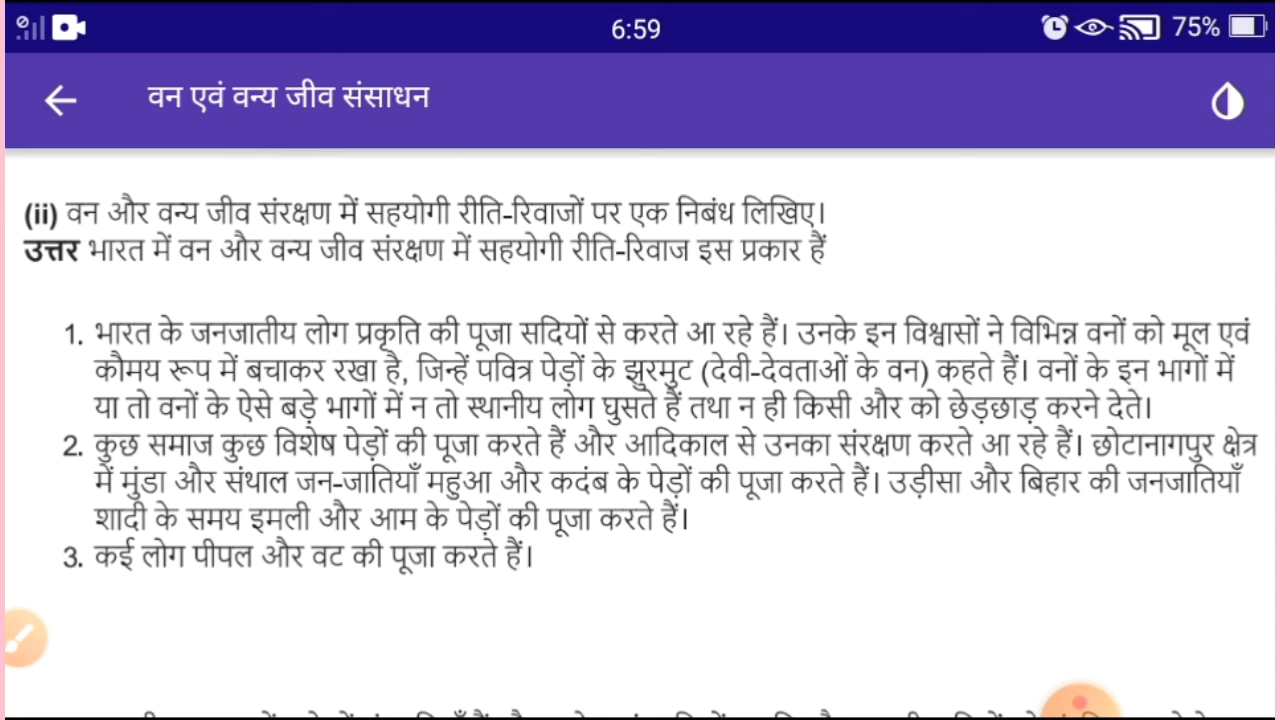 6:59
75%
वन एवं वन्य जीव संसाधन
(ii) वन और वन्य जीव संरक्षण में सहयोगी रीति-रिवाजों पर एक निबंध लिखिए।
उत्तर भारत में वन और वन्य जीव संरक्षण में सहयोगी रीति-रिवाज इस प्रकार हैं
1. भारत के जनजातीय लोग प्रकृति की पूजा सदियों से करते आ रहे हैं। उनके इन विश्वासों ने विभिन्न वनों को मूल एवं
कौमय रूप में बचाकर रखा है, जिन्हें पवित्र पेड़ों के झुरमुट (देवी-देवताओं के वन) कहते हैं। वनों के इन भागों में
या तो वनों के ऐसे बड़े भागों में न तो स्थानीय लोग घुसते हैं तथा न ही किसी और को छेड़छाड़ करने देते।
2. कुछ समाज कुछ विशेष पेड़ों की पूजा करते हैं और आदिकाल से उनका संरक्षण करते आ रहे हैं। छोटानागपुर क्षेत्र
में मुंडा और संथाल जन-जातियाँ महुआ और कदंब के पेड़ों की पूजा करते हैं। उड़ीसा और बिहार की जनजातियाँ
शादी के समय इमली और आम के पेड़ों की पूजा करते हैं।
3. कई लोग पीपल और वट की पूजा करते हैं।